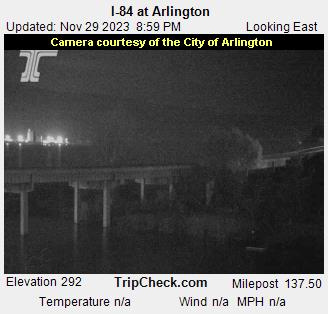 I-84 at Arlington
Updated: Nov 29 2023 8:59 PM Looking East
Camera courtesy of the City of Arlington
Elevation 292 TripCheck.com Milepost 137.50
Temperature n/a Wind n/a MPH n/a